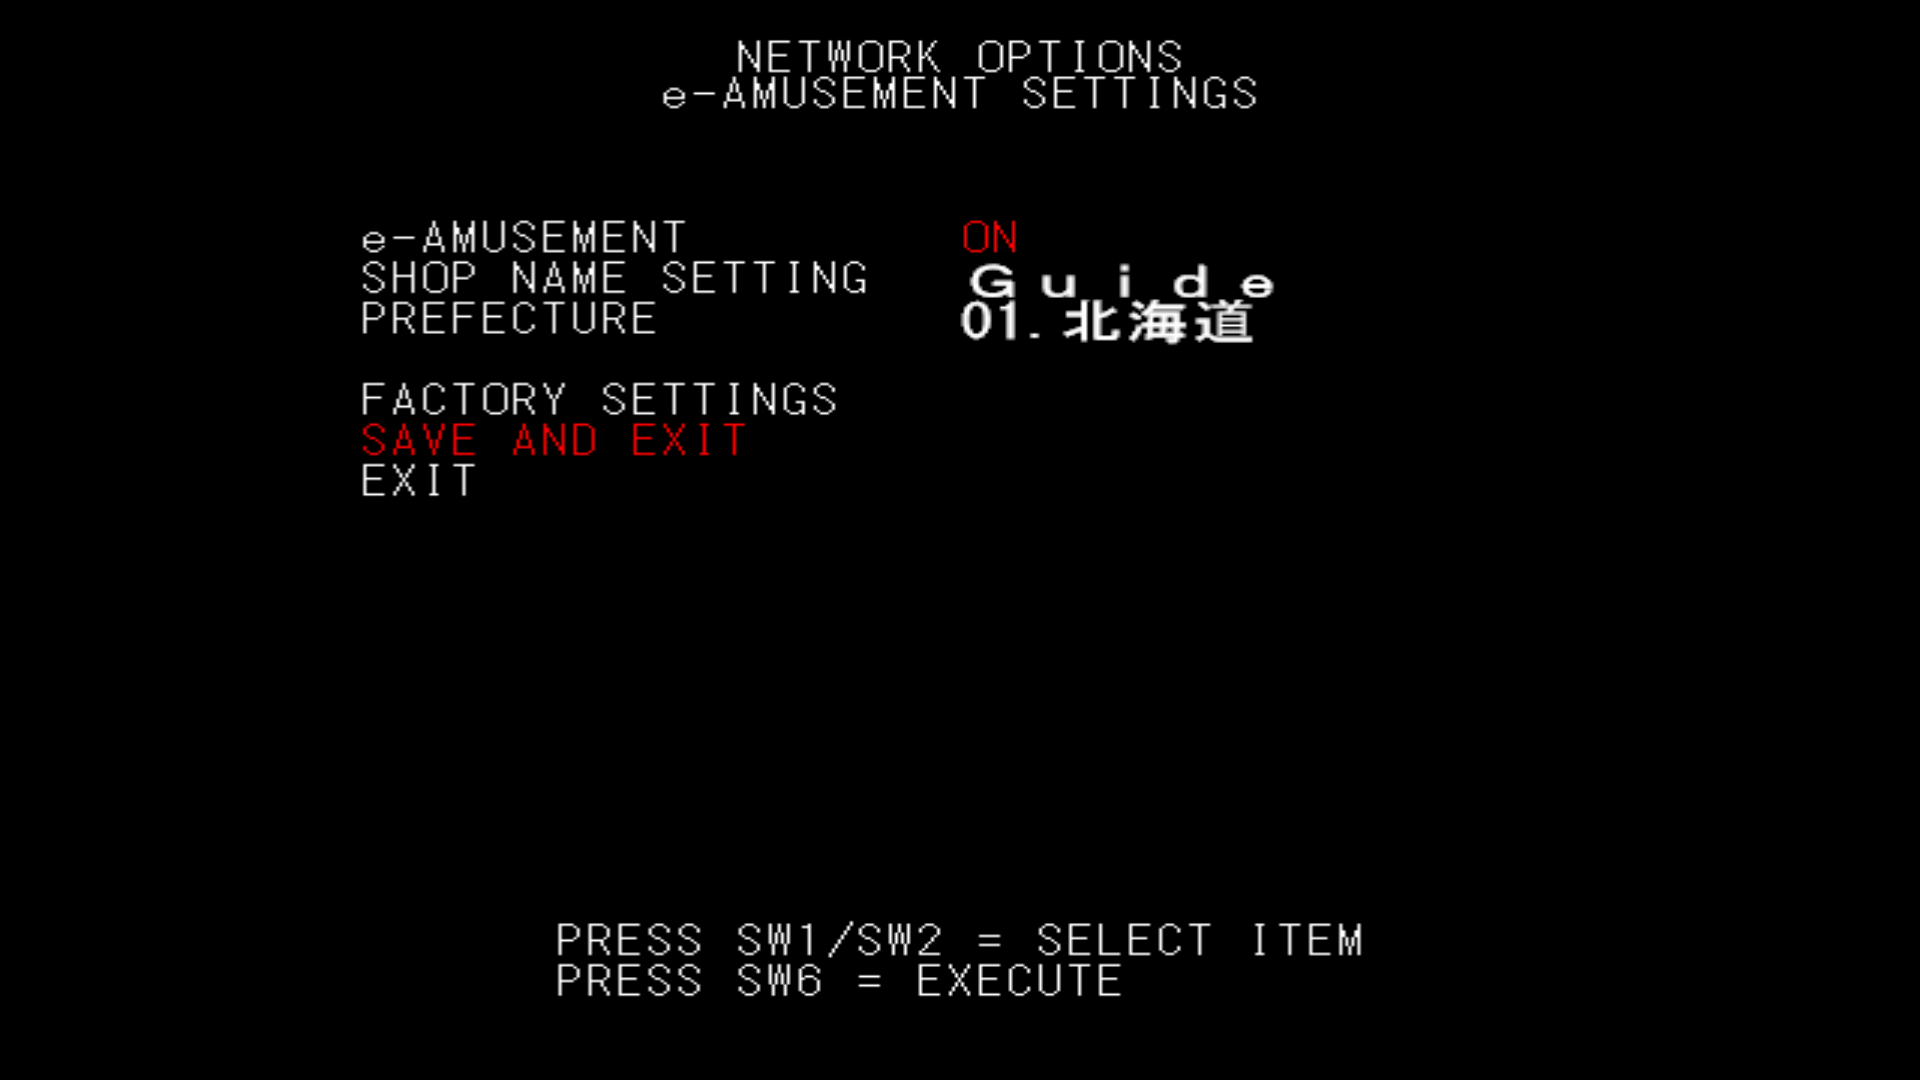 NETWORK OPTIONS
e-AMUSEMENT SETTINGS
e-AMUSEMENT ON
SHOP NAME SETTING Ｇｕｉｄｅ
PREFECTURE 01.北海道
FACTORY SETTINGS
SAVE AND EXIT
EXIT
PRESS SW1/SW2 = SELECT ITEM
PRESS SW6 = EXECUTE